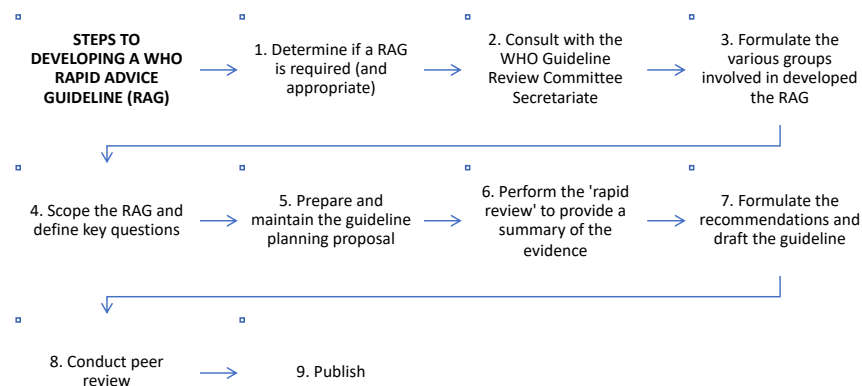 STEPS TO
DEVELOPING A WHO
RAPID ADVICE
GUIDELINE (RAG)
1. Determine if a RAG
is required (and
appropriate)
2. Consult with the
WHO Guideline
Review Committee
Secretariate
3. Formulate the
various groups
involved in developed
the RAG
4. Scope the RAG and
define key questions
5. Prepare and
maintain the guideline
planning proposal
6. Perform the 'rapid
review' to provide a
summary of the
evidence
7. Formulate the
recommendations and
draft the guideline
8. Conduct peer
review
9. Publish